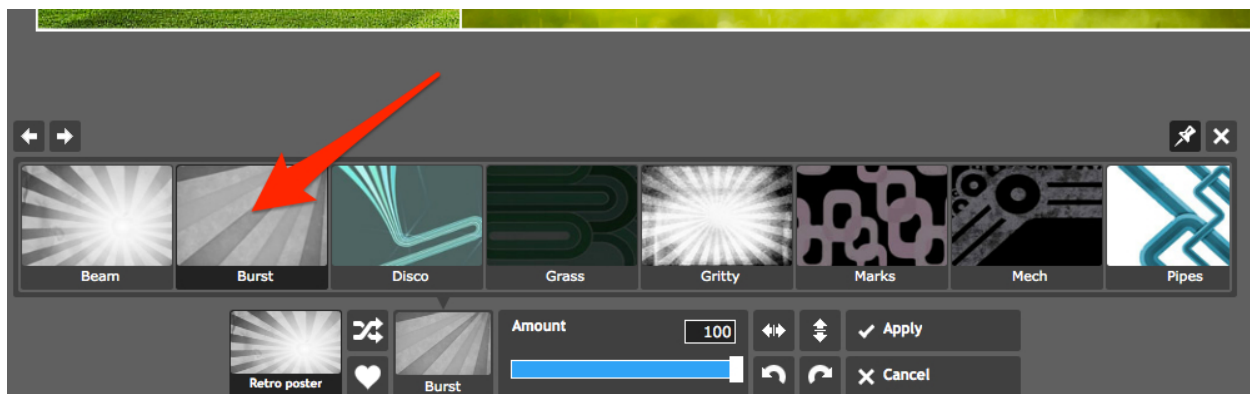 Beam Burst Disco Grass Gritty Marks Mech Pipes
Amount 100 Apply
Retro poster Burst Cancel